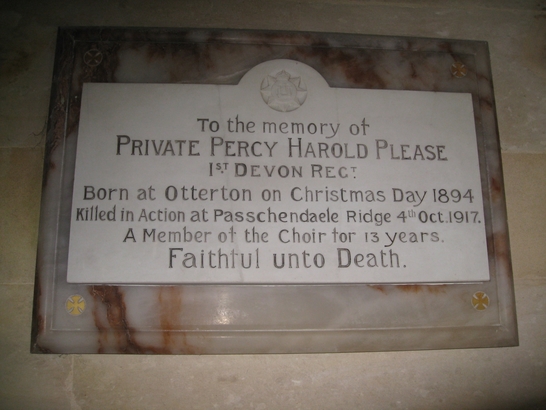 To the memory of
PRIVATE PERCY HAROLD PLEASE
1ST DEVON REGT.
Born at Otterton on Christmas Day 1894
Killed in Action at Passchendaele Ridge 4th Oct. 1917.
A Member of the Choir for 13 years.
Faithful unto Death.